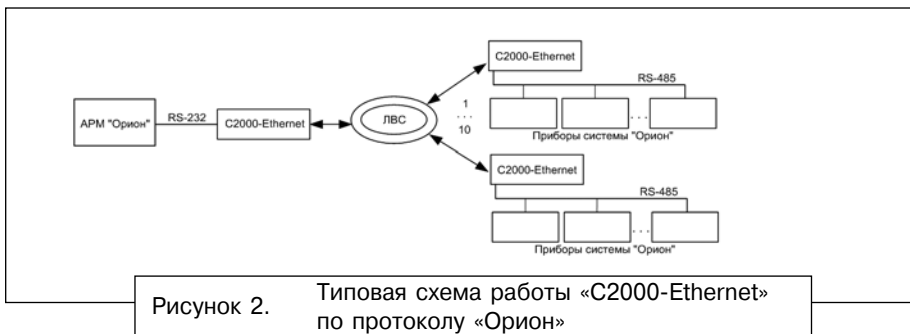 С2000-Ethernet
RS-485
АРМ "Орион"
RS-232
С2000-Ethernet
ЛВС
1
. . .
10
. . .
Приборы системы "Орион"
С2000-Ethernet
RS-485
. . .
Приборы системы "Орион"
Рисунок 2. Типовая схема работы «С2000-Ethernet»
по протоколу «Орион»